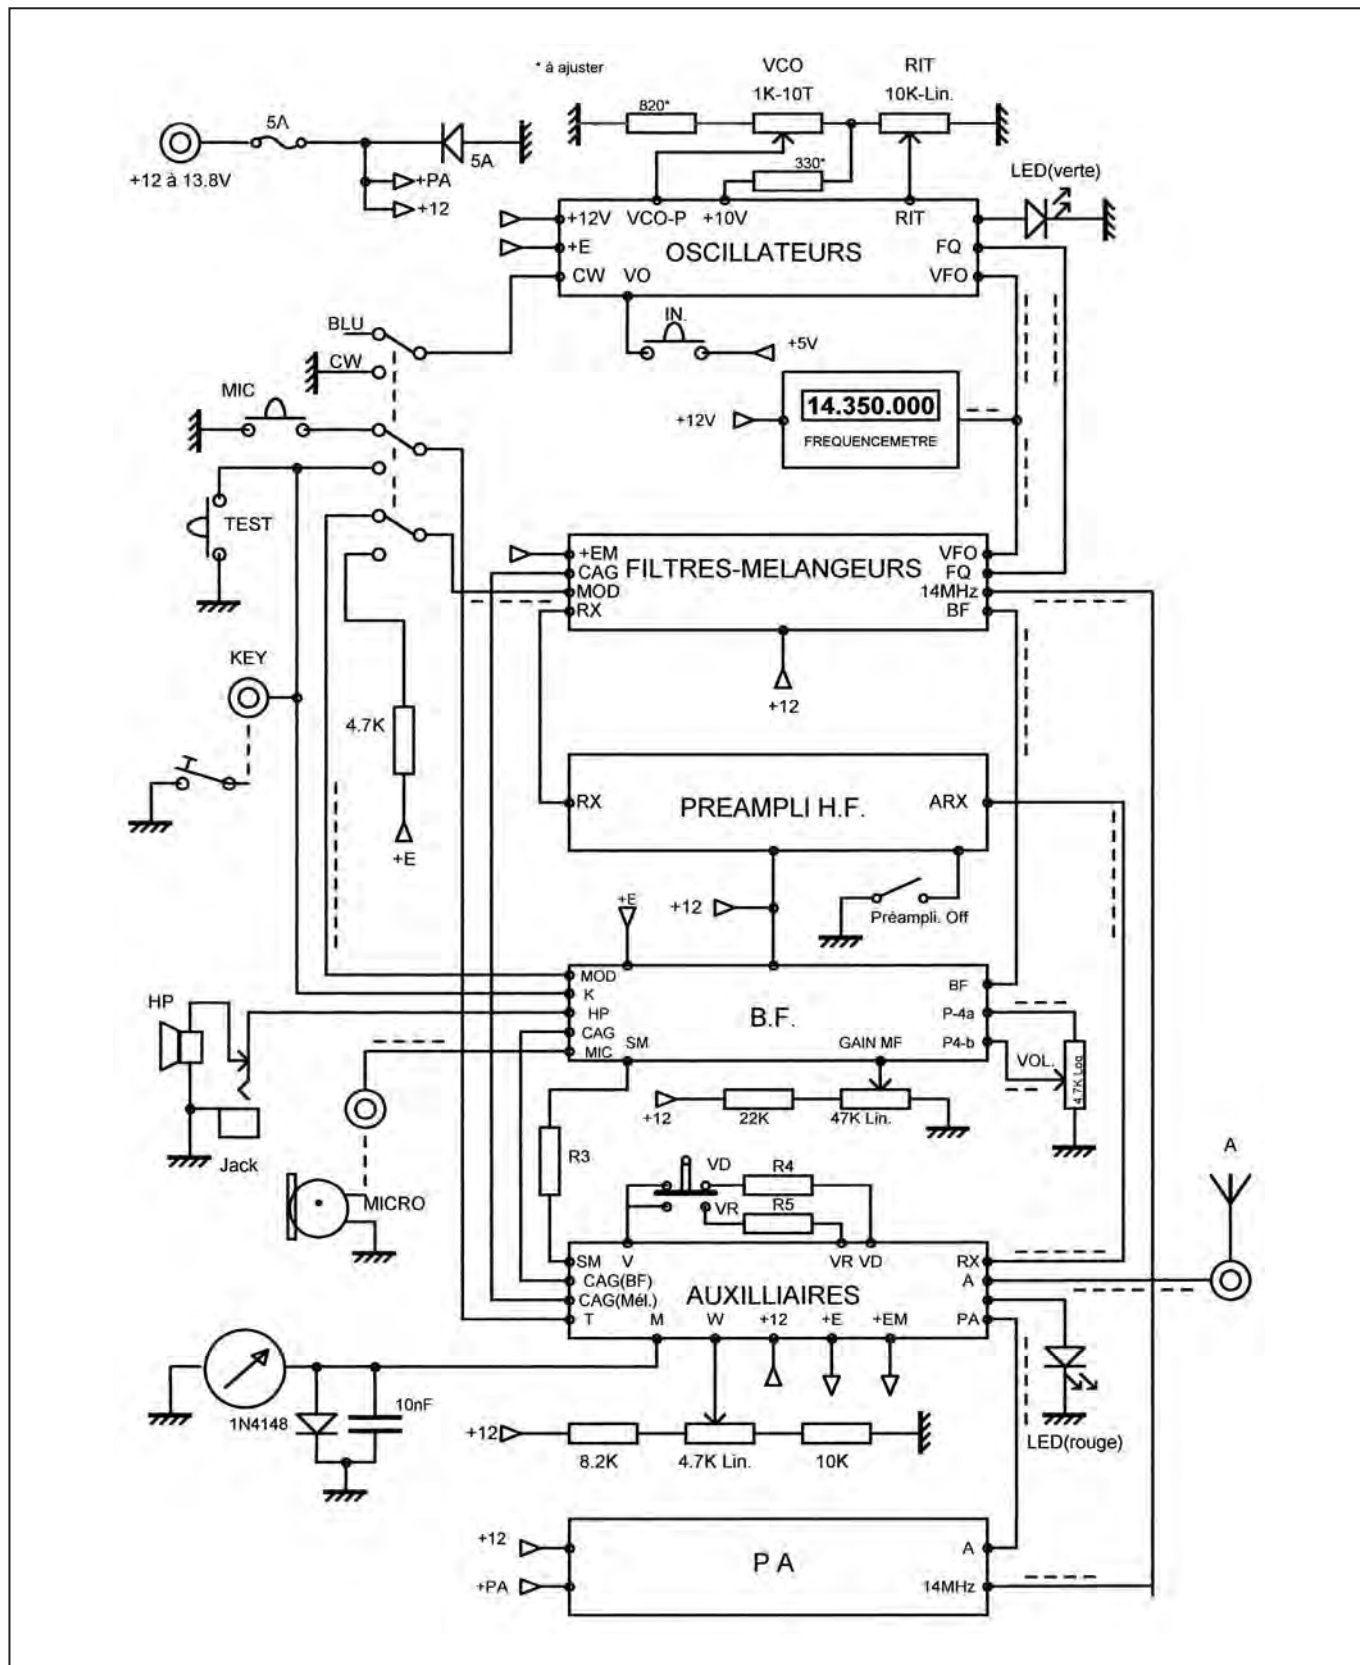 * à ajuster
VCO
1K-10T
RIT
10K-Lin.
820*
5A
5A
+12 à 13.8V
+PA
+12
330*
LED(verte)
+12V
VCO-P
+10V
RIT
+E
OSCILLATEURS
FQ
CW
VO
VFO
BLU
IN.
+5V
CW
MIC
14.350.000
+12V
FREQUENCEMETRE
TEST
+EM
VFO
CAG
FILTRES-MELANGEURS
FQ
MOD
14MHz
RX
BF
KEY
+12
4.7K
RX
PREAMPLI H.F.
ARX
+E
+E
+12
Préampli. Off
MOD
BF
HP
K
HP
B.F.
P-4a
CAG
SM
GAIN MF
P4-b
MIC
VOL.
4.7K Log
+12
22K
47K Lin.
A
R3
Jack
VD
R4
MICRO
VR
R5
SM
V
VR
VD
RX
CAG(BF)
A
CAG(Mél.)
AUXILLIAIRES
T
M
W
+12
+E
+EM
PA
1N4148
10nF
+12
8.2K
4.7K Lin.
10K
LED(rouge)
+12
A
P A
+PA
14MHz